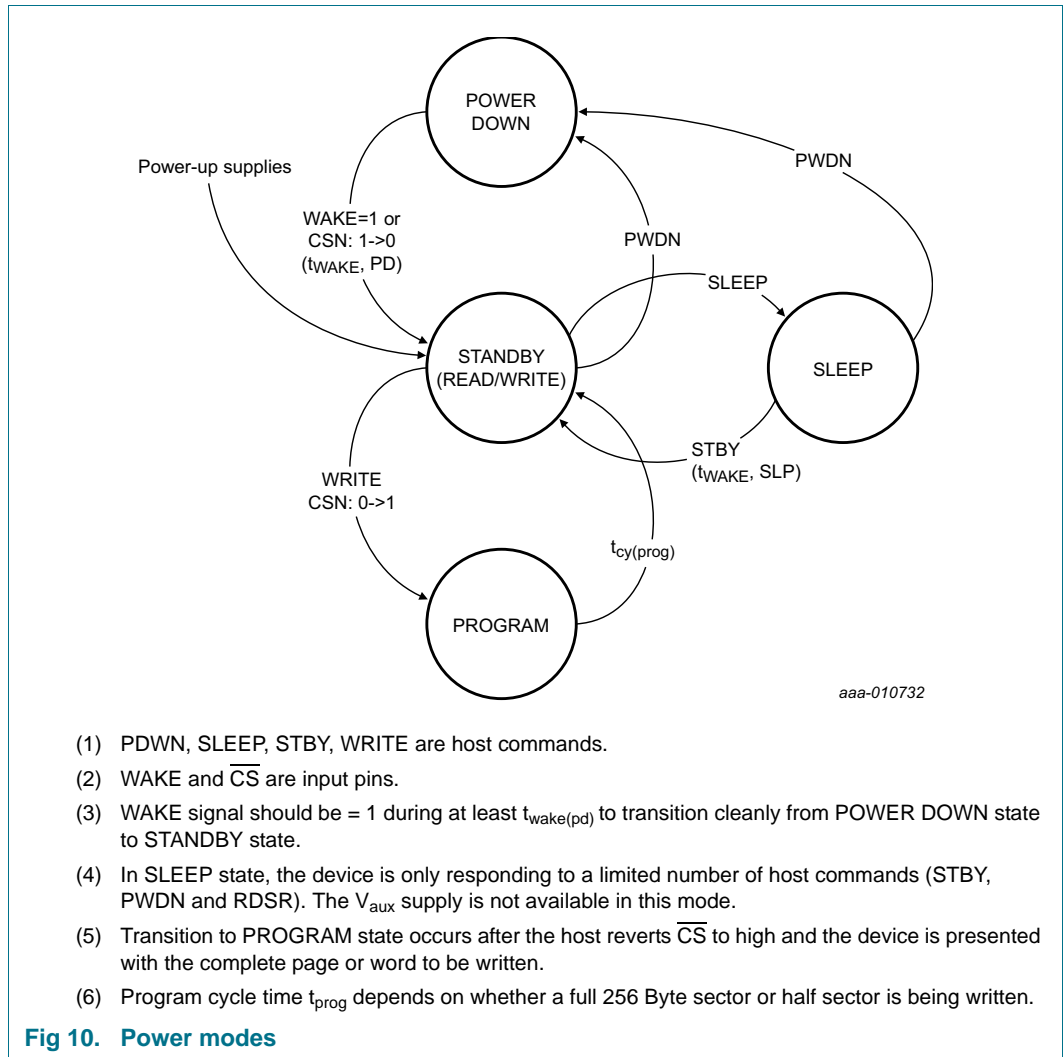 POWER
DOWN
Power-up supplies
PWDN
WAKE=1 or
CSN: 1->0
(tWAKE, PD)
PWDN
SLEEP
STANDBY
(READ/WRITE)
SLEEP
STBY
(tWAKE, SLP)
WRITE
CSN: 0->1
tcy(prog)
PROGRAM
aaa-010732
(1) PDWN, SLEEP, STBY, WRITE are host commands.
(2) WAKE and C̅S̅ are input pins.
(3) WAKE signal should be = 1 during at least twake(pd) to transition cleanly from POWER DOWN state
to STANDBY state.
(4) In SLEEP state, the device is only responding to a limited number of host commands (STBY,
PWDN and RDSR). The Vaux supply is not available in this mode.
(5) Transition to PROGRAM state occurs after the host reverts C̅S̅ to high and the device is presented
with the complete page or word to be written.
(6) Program cycle time tprog depends on whether a full 256 Byte sector or half sector is being written.
Fig 10. Power modes